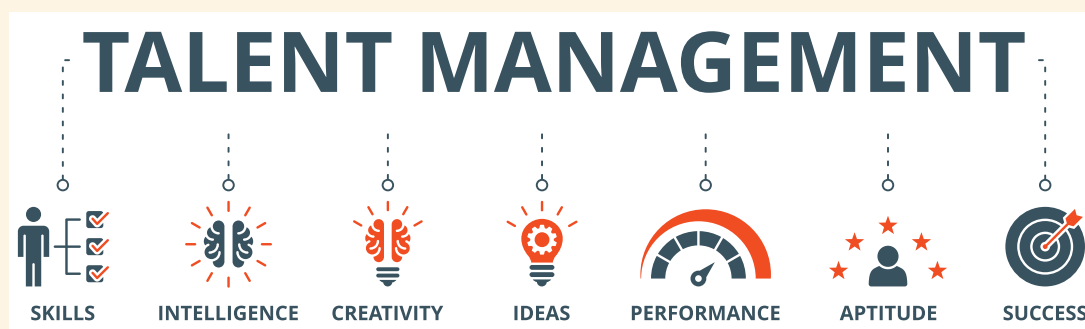 TALENT MANAGEMENT
SKILLS INTELLIGENCE CREATIVITY IDEAS PERFORMANCE APTITUDE SUCCESS